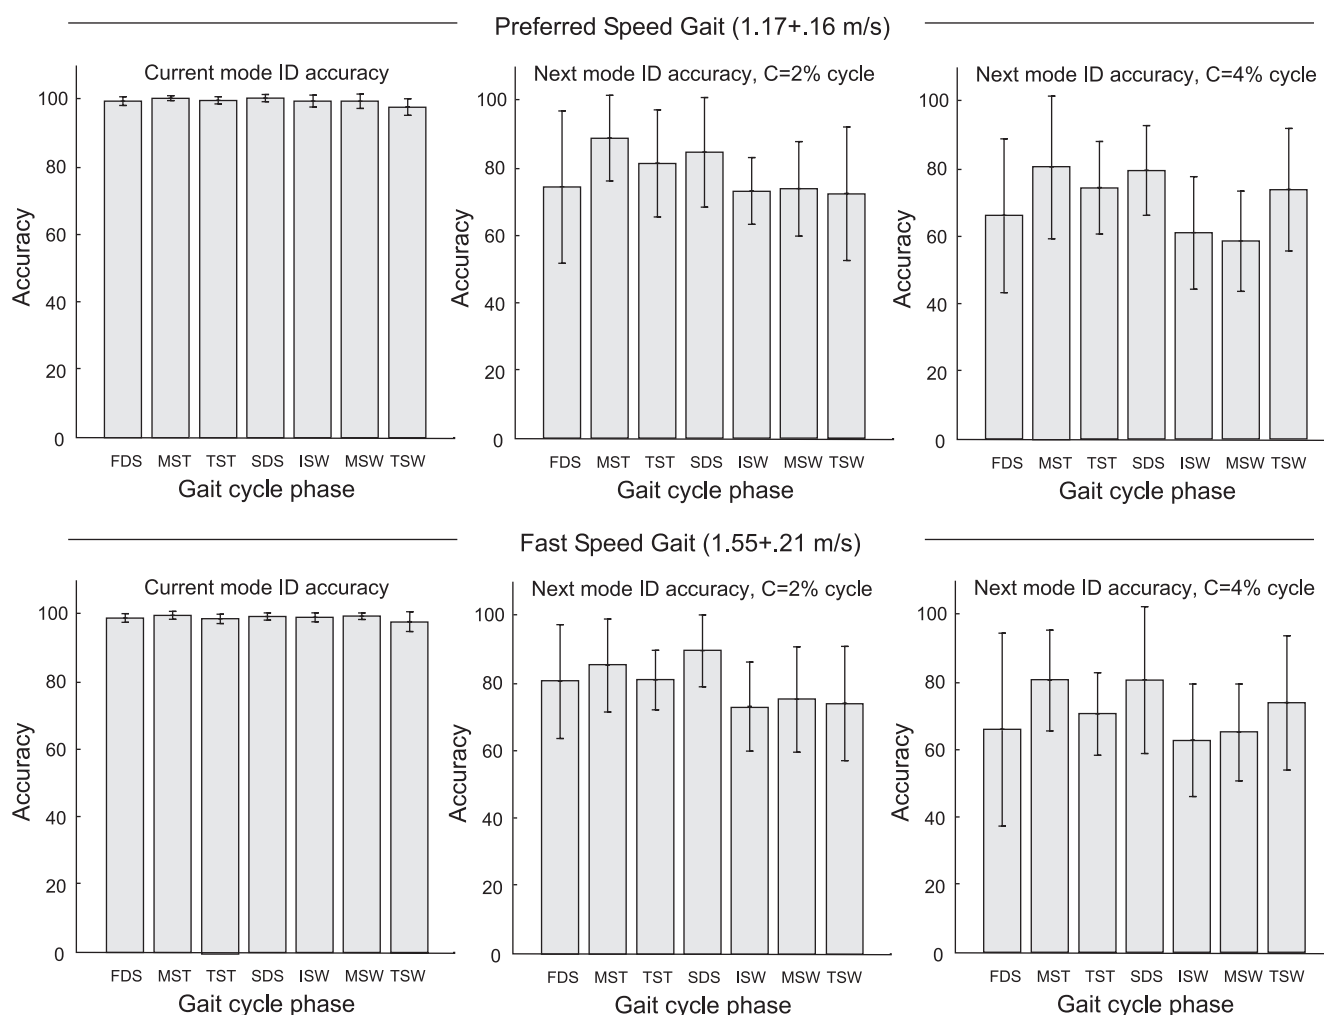 Preferred Speed Gait (1.17+.16 m/s)
Current mode ID accuracy
100
80
60
40
20
0
Accuracy
FDS MST TST SDS ISW MSW TSW
Gait cycle phase
Next mode ID accuracy, C=2% cycle
100
80
60
40
20
0
Accuracy
FDS MST TST SDS ISW MSW TSW
Gait cycle phase
Next mode ID accuracy, C=4% cycle
100
80
60
40
20
0
Accuracy
FDS MST TST SDS ISW MSW TSW
Gait cycle phase
Fast Speed Gait (1.55+.21 m/s)
Current mode ID accuracy
100
80
60
40
20
0
Accuracy
FDS MST TST SDS ISW MSW TSW
Gait cycle phase
Next mode ID accuracy, C=2% cycle
100
80
60
40
20
0
Accuracy
FDS MST TST SDS ISW MSW TSW
Gait cycle phase
Next mode ID accuracy, C=4% cycle
100
80
60
40
20
0
Accuracy
FDS MST TST SDS ISW MSW TSW
Gait cycle phase